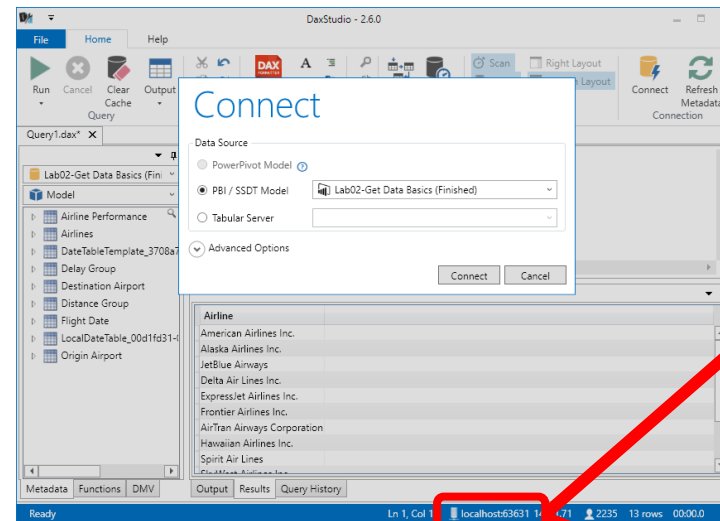 DaxStudio - 2.6.0
File Home Help
Run Cancel Clear Cache Output
Query
DAX
FORMATTER
A
Scan Right Layout
Layout
Connect Refresh Metadata
Connection
Query1.dax* X
Lab02-Get Data Basics (Fini
Model
Airline Performance
Airlines
DateTableTemplate_3708a7
Delay Group
Destination Airport
Distance Group
Flight Date
LocalDateTable_00d1fd31-
Origin Airport
Metadata Functions DMV
Connect
Data Source
PowerPivot Model ?
PBI / SSDT Model Lab02-Get Data Basics (Finished)
Tabular Server
Advanced Options
Connect Cancel
Airline
American Airlines Inc.
Alaska Airlines Inc.
JetBlue Airways
Delta Air Lines Inc.
ExpressJet Airlines Inc.
Frontier Airlines Inc.
AirTran Airways Corporation
Hawaiian Airlines Inc.
Spirit Air Lines
Output Results Query History
Ready Ln 1, Col 1 localhost:63631 2235 13 rows 00:00.0